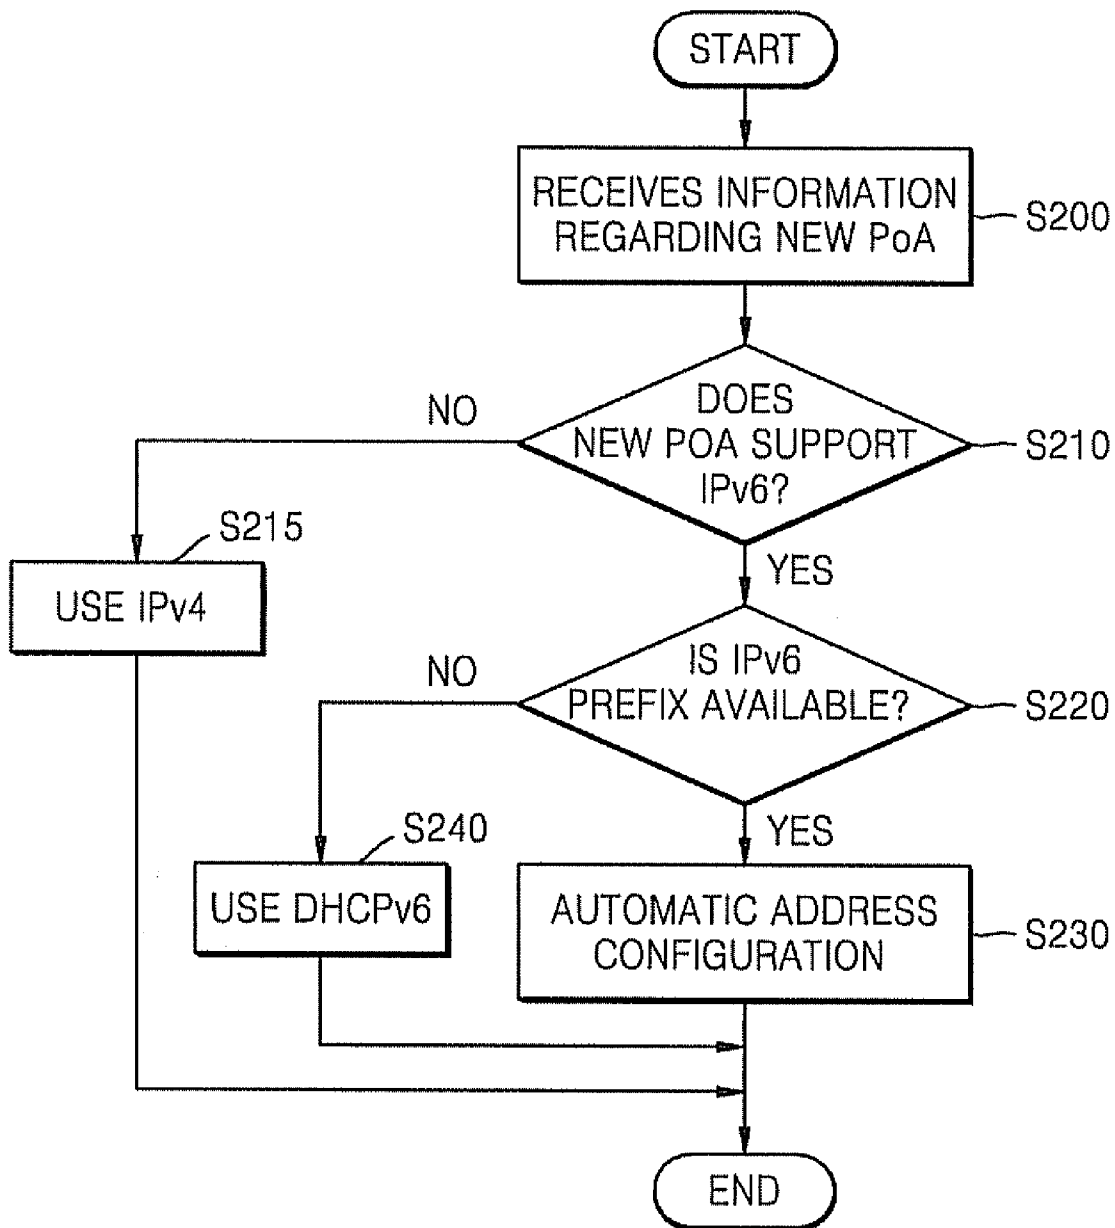 START
RECEIVES INFORMATION
REGARDING NEW PoA
S200
DOES
NEW POA SUPPORT
IPv6?
S210
NO
YES
S215
USE IPv4
IS IPv6
PREFIX AVAILABLE?
S220
NO
YES
S240
USE DHCPv6
AUTOMATIC ADDRESS
CONFIGURATION
S230
END